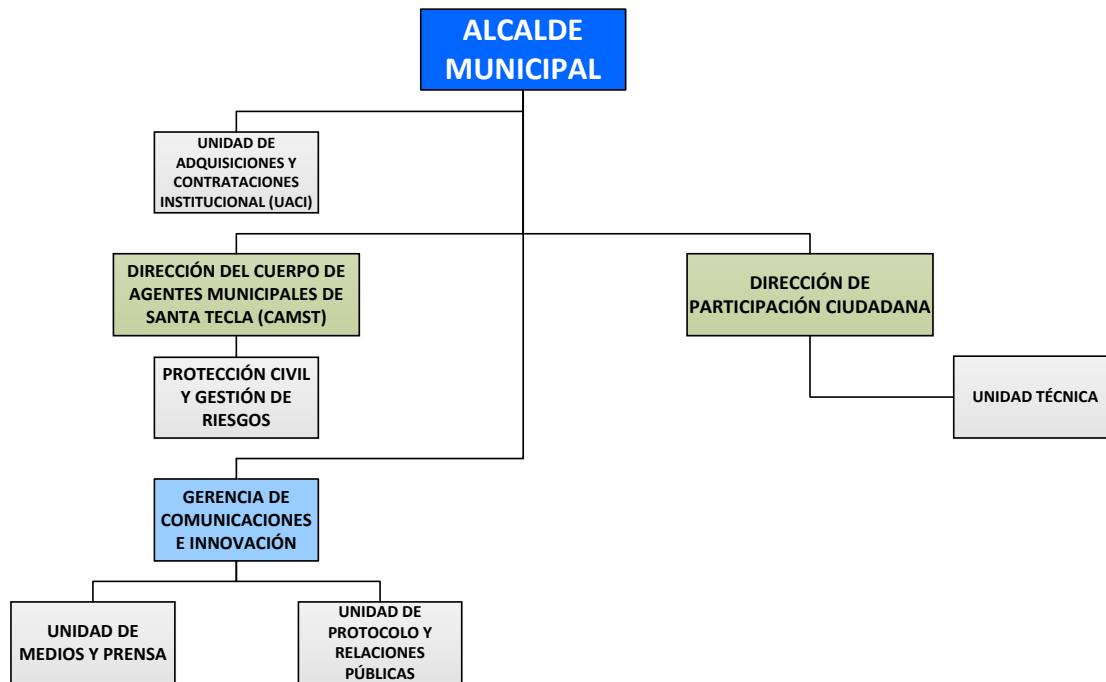 ALCALDE
MUNICIPAL
UNIDAD DE
ADQUISICIONES Y
CONTRATACIONES
INSTITUCIONAL (UACI)
DIRECCIÓN DEL CUERPO DE
AGENTES MUNICIPALES DE
SANTA TECLA (CAMST)
DIRECCIÓN DE
PARTICIPACIÓN CIUDADANA
PROTECCIÓN CIVIL
Y GESTIÓN DE
RIESGOS
UNIDAD TÉCNICA
GERENCIA DE
COMUNICACIONES
E INNOVACIÓN
UNIDAD DE
MEDIOS Y PRENSA
UNIDAD DE
PROTOCOLO Y
RELACIONES
PÚBLICAS